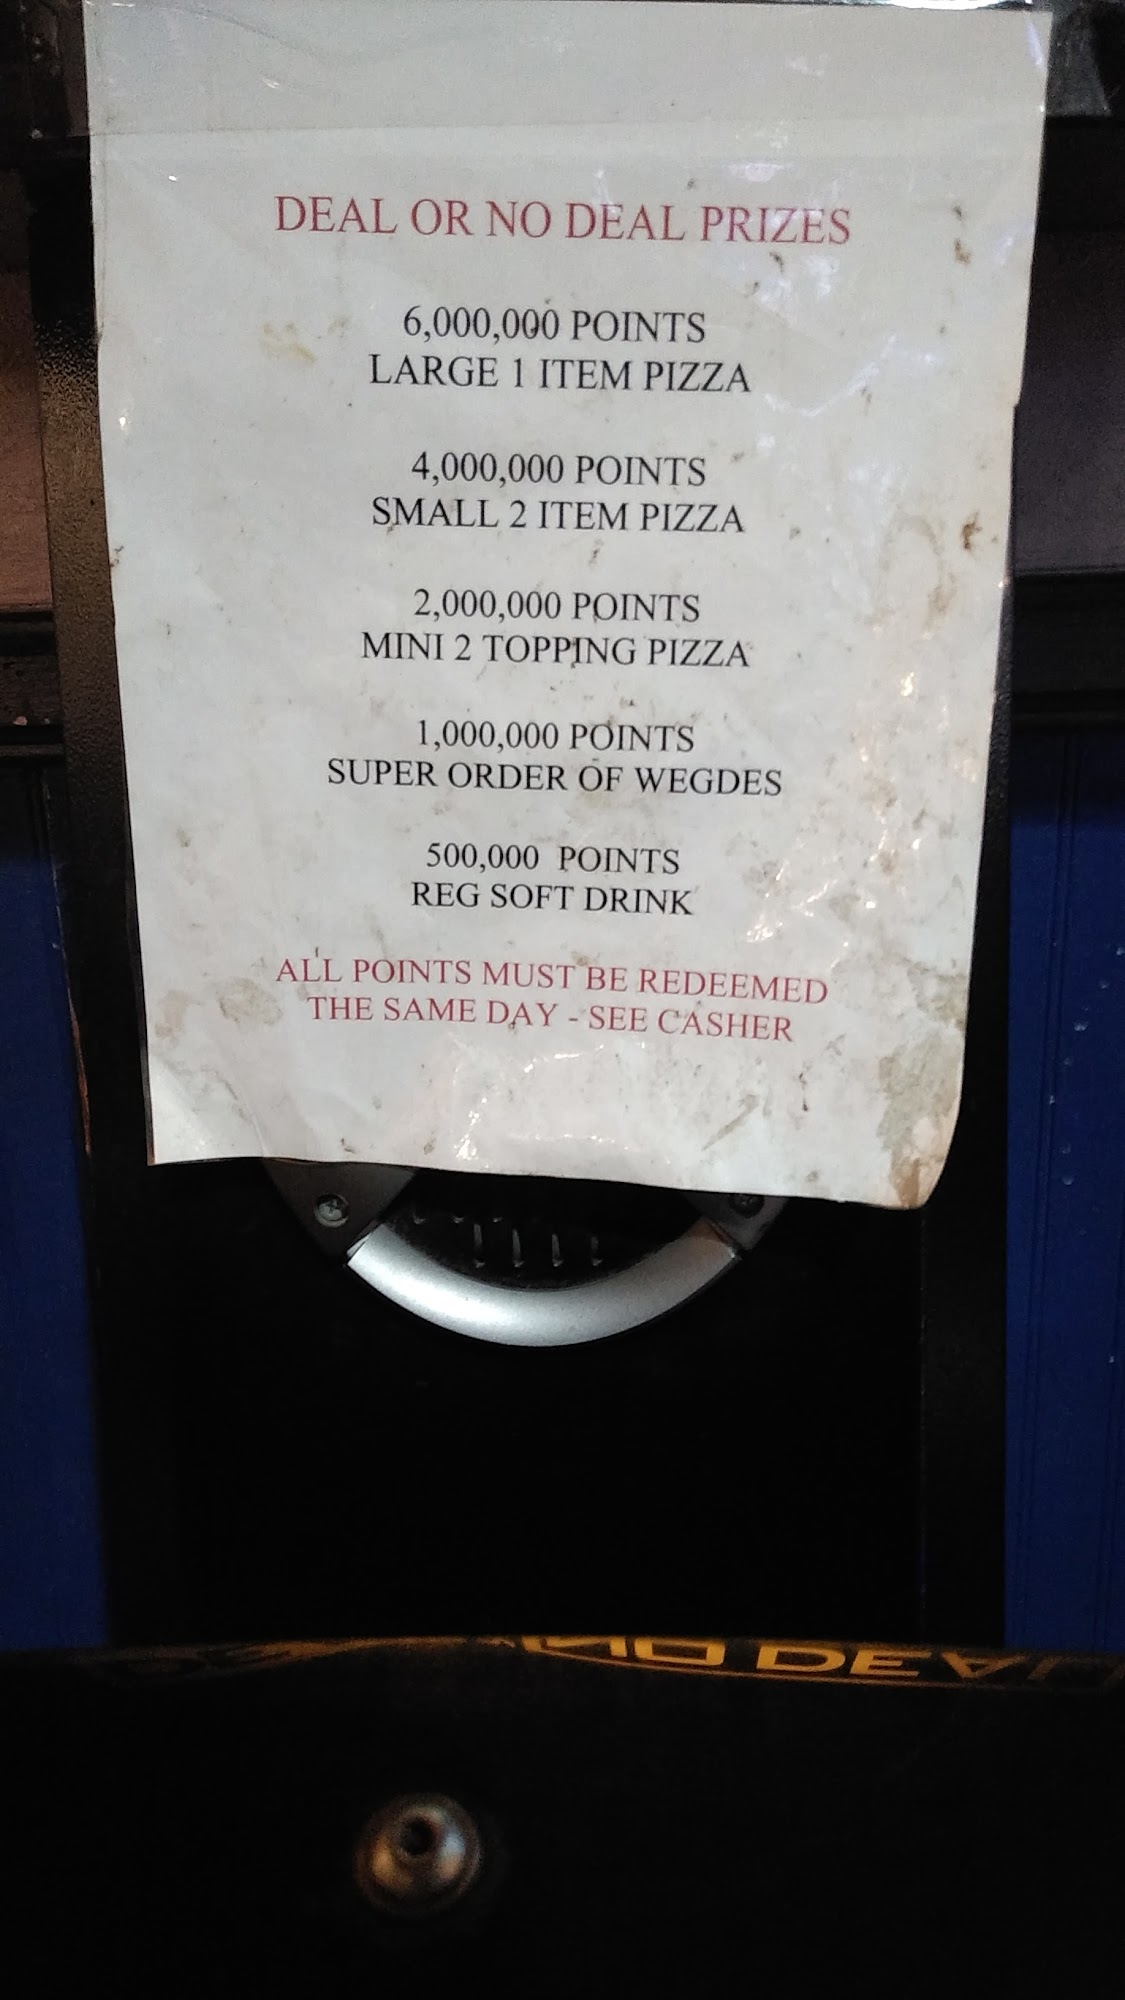 DEAL OR NO DEAL PRIZES
6,000,000 POINTS
LARGE 1 ITEM PIZZA
4,000,000 POINTS
SMALL 2 ITEM PIZZA
2,000,000 POINTS
MINI 2 TOPPING PIZZA
1,000,000 POINTS
SUPER ORDER OF WEGDES
500,000 POINTS
REG SOFT DRINK
ALL POINTS MUST BE REDEEMED
THE SAME DAY - SEE CASHER
NO DEAL